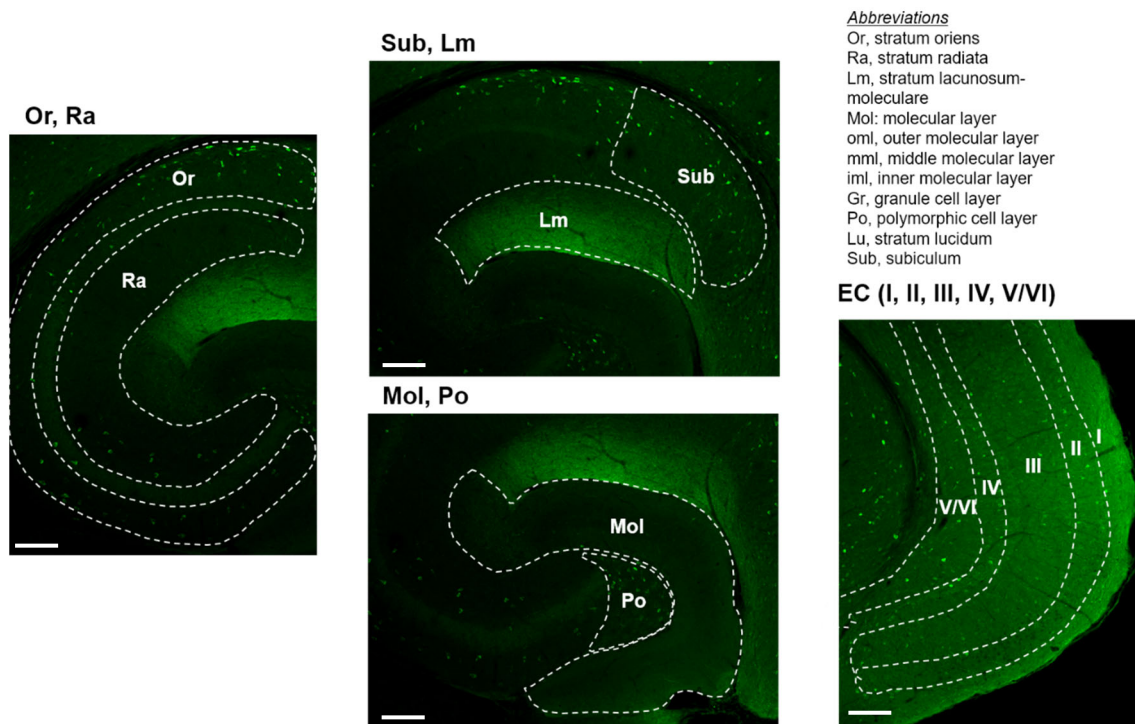 Or, Ra
Or
Ra
Sub, Lm
Sub
Lm
Mol, Po
Mol
Po
Abbreviations
Or, stratum oriens
Ra, stratum radiata
Lm, stratum lacunosum-
moleculare
Mol: molecular layer
oml, outer molecular layer
mml, middle molecular layer
iml, inner molecular layer
Gr, granule cell layer
Po, polymorphic cell layer
Lu, stratum lucidum
Sub, subiculum
EC (I, II, III, IV, V/VI)
I
II
III
IV
V/VI